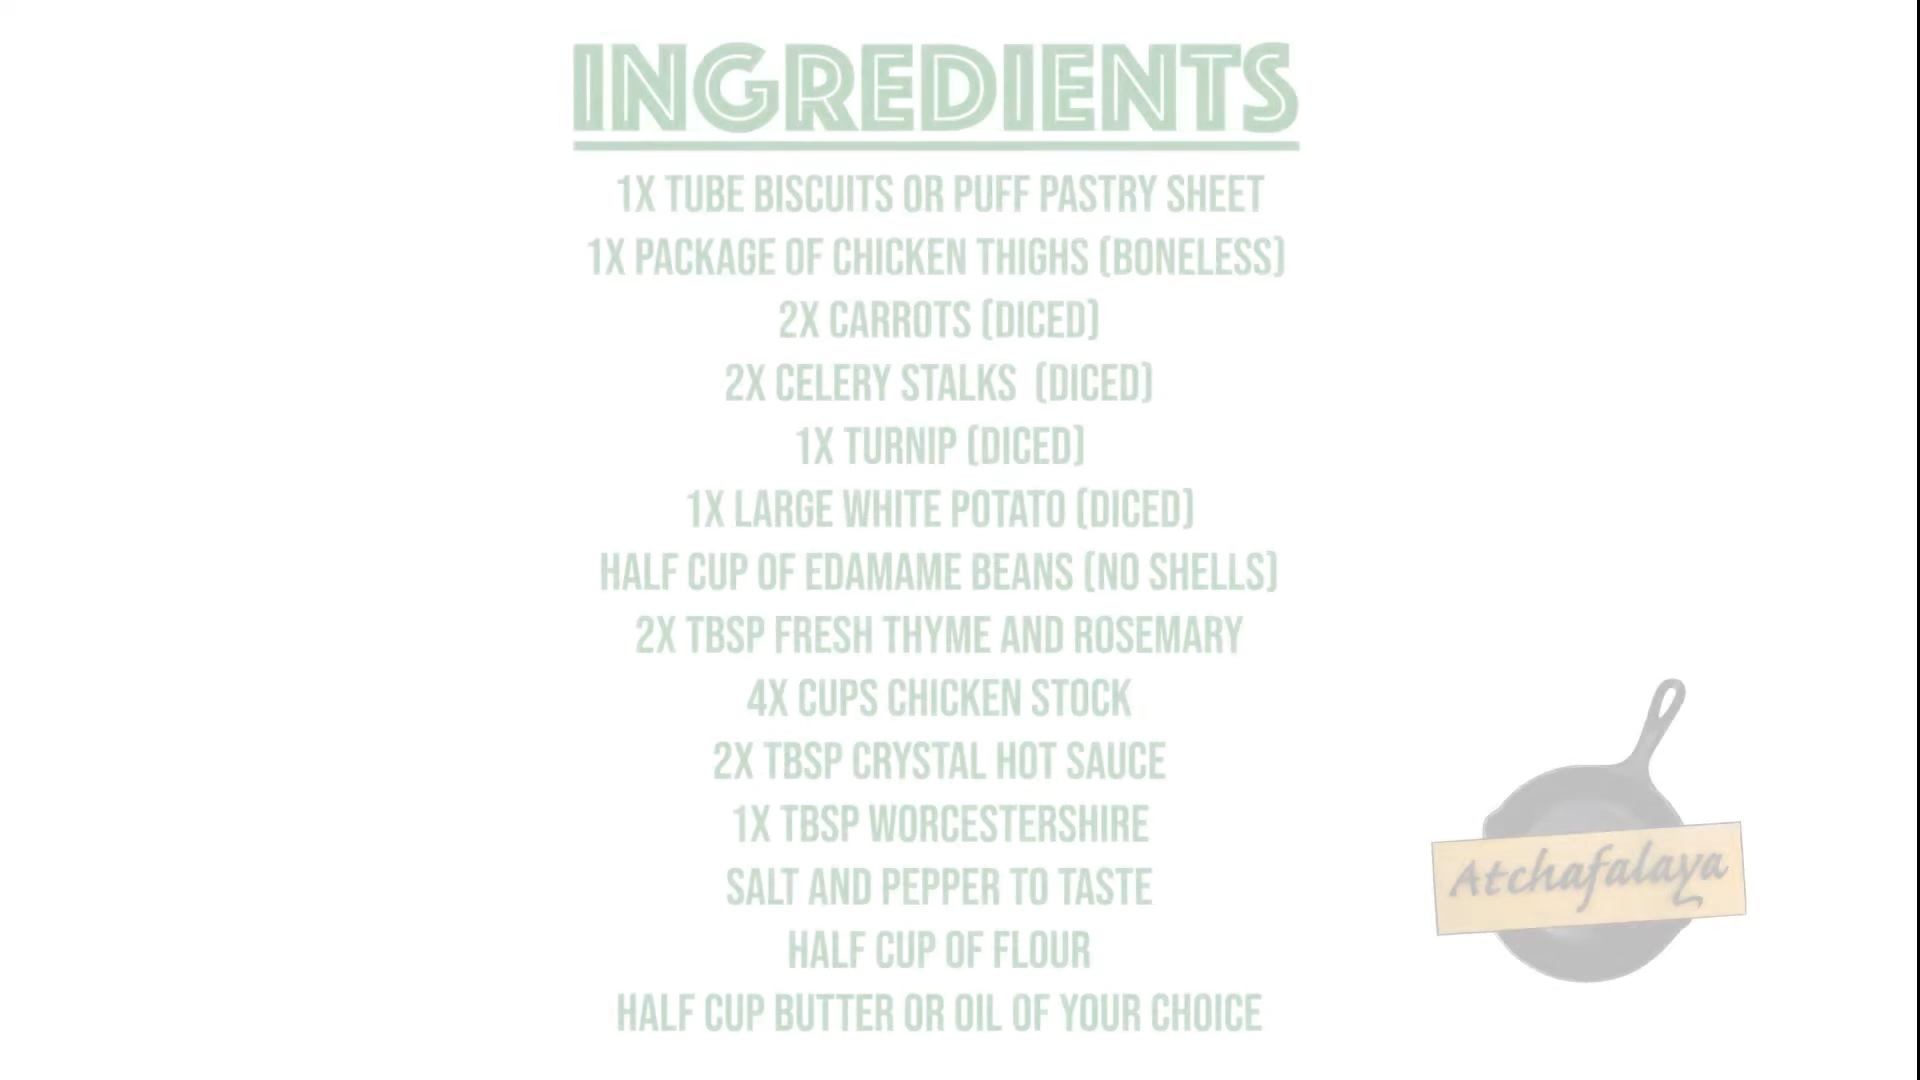 INGREDIENTS
1X TUBE BISCUITS OR PUFF PASTRY SHEET
1X PACKAGE OF CHICKEN THIGHS (BONELESS)
2X CARROTS (DICED)
2X CELERY STALKS (DICED)
1X TURNIP (DICED)
1X LARGE WHITE POTATO (DICED)
HALF CUP OF EDAMAME BEANS (NO SHELLS)
2X TBSP FRESH THYME AND ROSEMARY
4X CUPS CHICKEN STOCK
2X TBSP CRYSTAL HOT SAUCE
1X TBSP WORCESTERSHIRE
SALT AND PEPPER TO TASTE
HALF CUP OF FLOUR
HALF CUP BUTTER OR OIL OF YOUR CHOICE
Atchafalaya